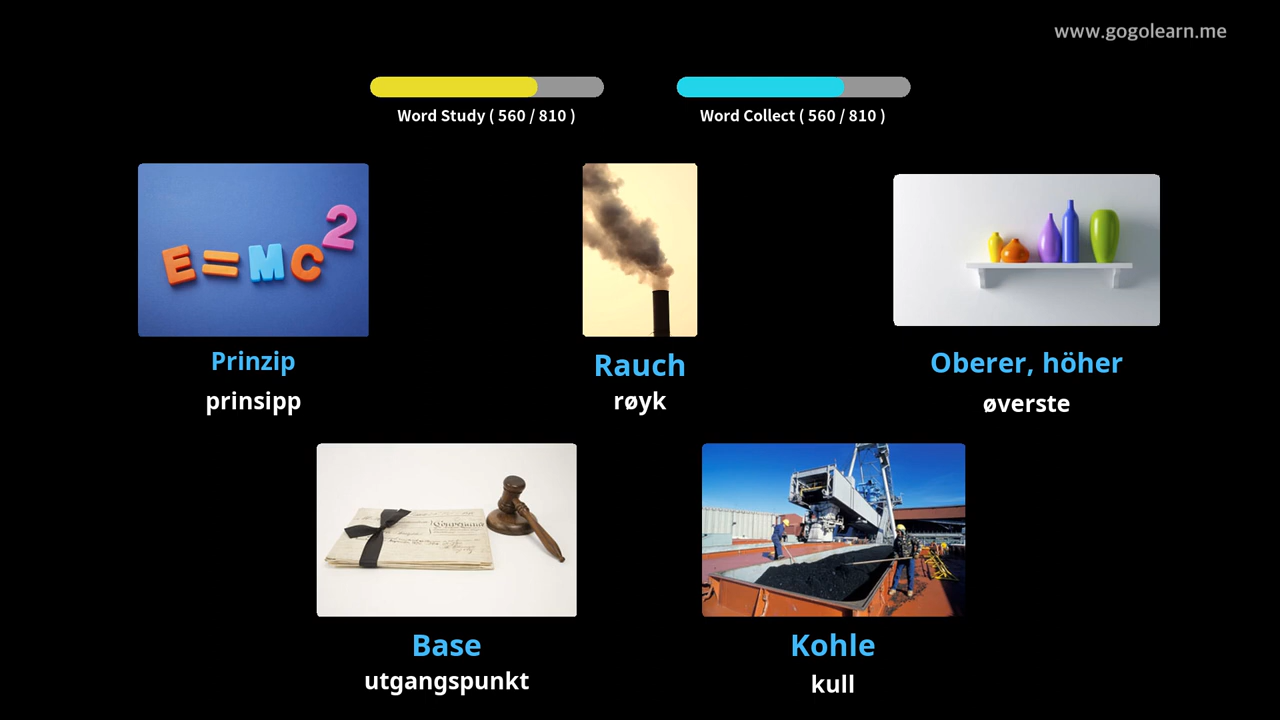 www.gogolearn.me
Word Study ( 560 / 810 )
Word Collect ( 560 / 810 )
E=MC2
Prinzip
prinsipp
Rauch
røyk
Oberer, höher
øverste
Base
utgangspunkt
Kohle
kull